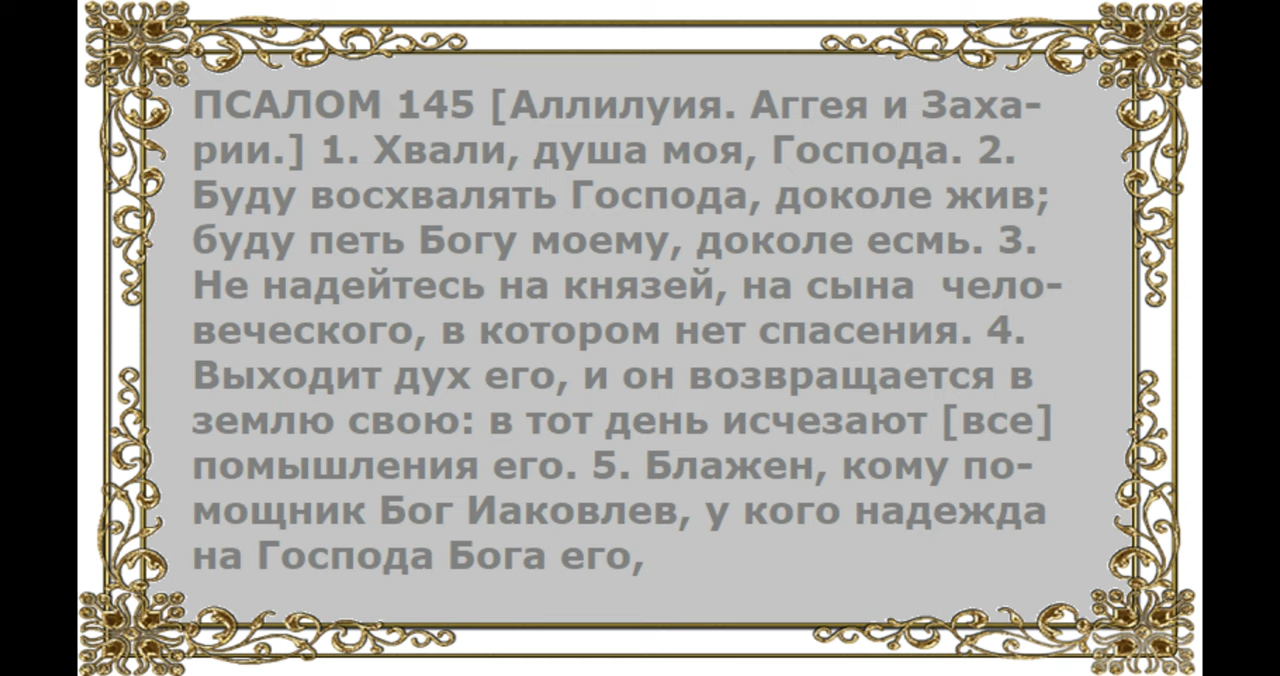 ПСАЛОМ 145 [Аллилуия. Аггея и Заха-
рии.] 1. Хвали, душа моя, Господа. 2.
Буду восхвалять Господа, доколе жив;
буду петь Богу моему, доколе есмь. 3.
Не надейтесь на князей, на сына  чело-
веческого, в котором нет спасения. 4.
Выходит дух его, и он возвращается в
землю свою: в тот день исчезают [все]
помышления его. 5. Блажен, кому по-
мощник Бог Иаковлев, у кого надежда
на Господа Бога его,